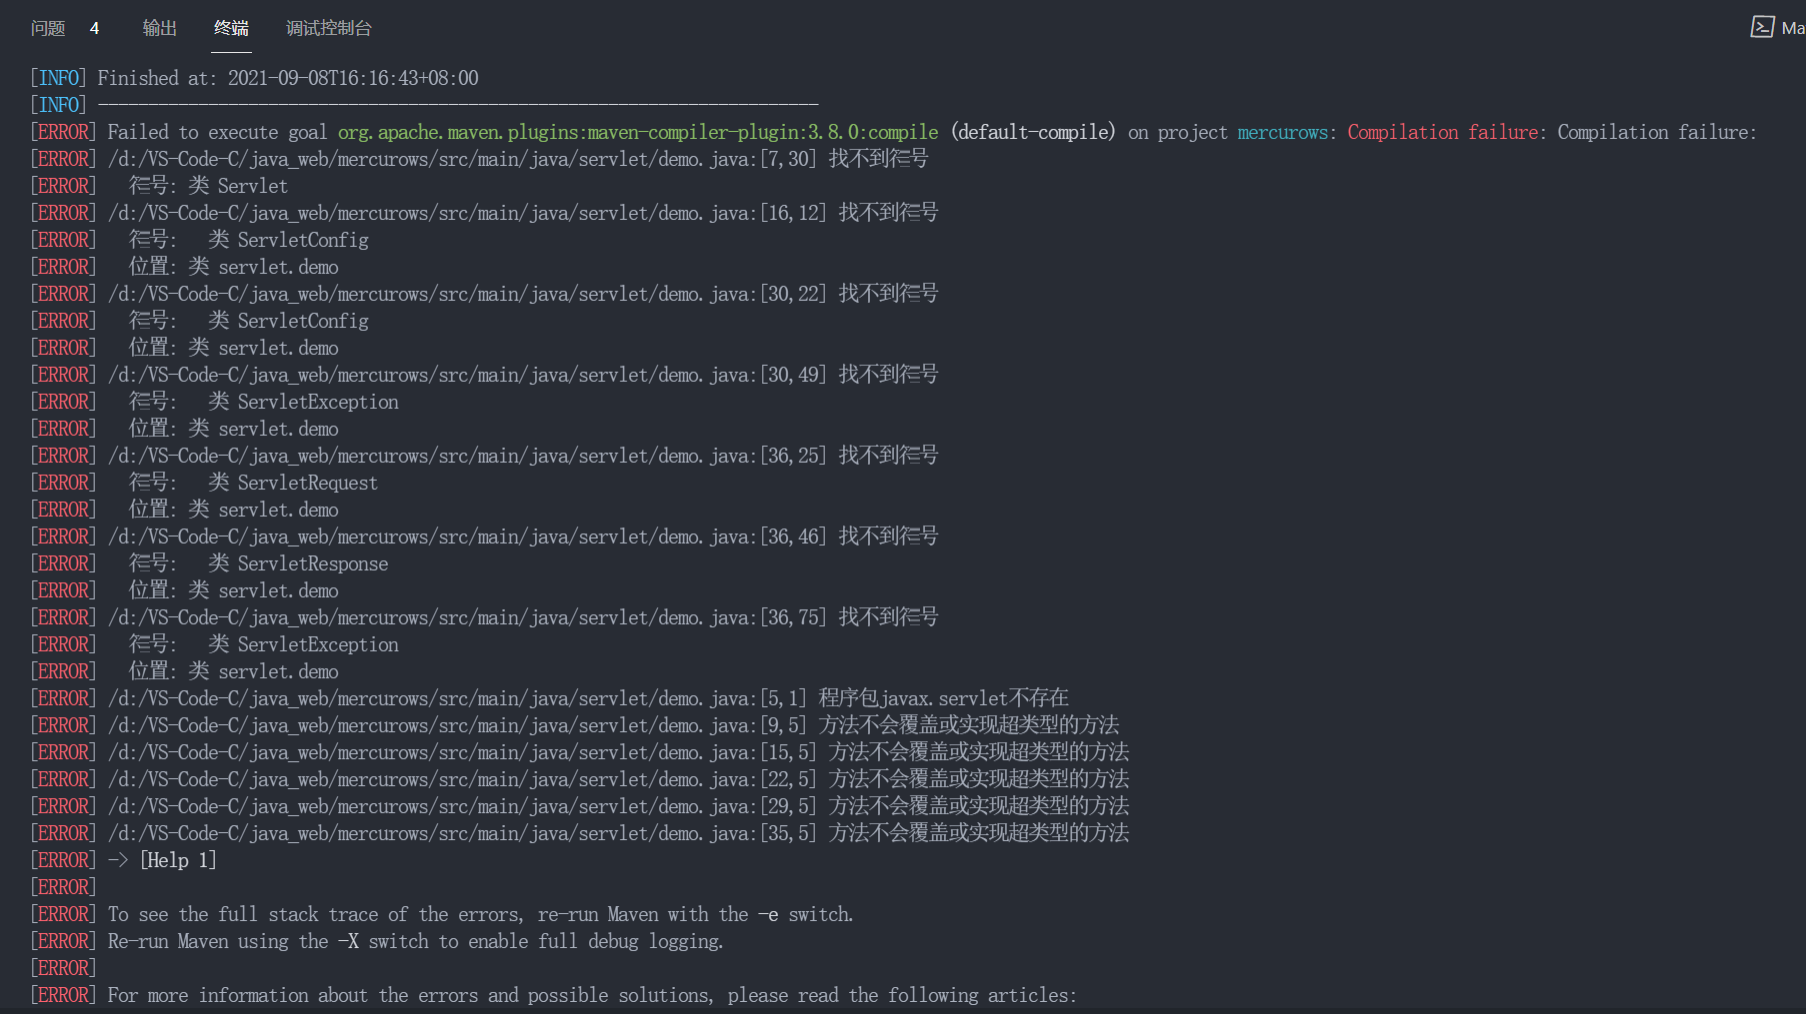 问题 4 输出 终端 调试控制台 Ma
[INFO] Finished at: 2021-09-08T16:16:43+08:00
[INFO] ------------------------------------------------------------------------
[ERROR] Failed to execute goal org.apache.maven.plugins:maven-compiler-plugin:3.8.0:compile (default-compile) on project mercurows: Compilation failure: Compilation failure:
[ERROR] /d:/VS-Code-C/java_web/mercurows/src/main/java/servlet/demo.java:[7,30] 找不到符号
[ERROR]   符号: 类 Servlet
[ERROR] /d:/VS-Code-C/java_web/mercurows/src/main/java/servlet/demo.java:[16,12] 找不到符号
[ERROR]   符号:   类 ServletConfig
[ERROR]   位置: 类 servlet.demo
[ERROR] /d:/VS-Code-C/java_web/mercurows/src/main/java/servlet/demo.java:[30,22] 找不到符号
[ERROR]   符号:   类 ServletConfig
[ERROR]   位置: 类 servlet.demo
[ERROR] /d:/VS-Code-C/java_web/mercurows/src/main/java/servlet/demo.java:[30,49] 找不到符号
[ERROR]   符号:   类 ServletException
[ERROR]   位置: 类 servlet.demo
[ERROR] /d:/VS-Code-C/java_web/mercurows/src/main/java/servlet/demo.java:[36,25] 找不到符号
[ERROR]   符号:   类 ServletRequest
[ERROR]   位置: 类 servlet.demo
[ERROR] /d:/VS-Code-C/java_web/mercurows/src/main/java/servlet/demo.java:[36,46] 找不到符号
[ERROR]   符号:   类 ServletResponse
[ERROR]   位置: 类 servlet.demo
[ERROR] /d:/VS-Code-C/java_web/mercurows/src/main/java/servlet/demo.java:[36,75] 找不到符号
[ERROR]   符号:   类 ServletException
[ERROR]   位置: 类 servlet.demo
[ERROR] /d:/VS-Code-C/java_web/mercurows/src/main/java/servlet/demo.java:[5,1] 程序包javax.servlet不存在
[ERROR] /d:/VS-Code-C/java_web/mercurows/src/main/java/servlet/demo.java:[9,5] 方法不会覆盖或实现超类型的方法
[ERROR] /d:/VS-Code-C/java_web/mercurows/src/main/java/servlet/demo.java:[15,5] 方法不会覆盖或实现超类型的方法
[ERROR] /d:/VS-Code-C/java_web/mercurows/src/main/java/servlet/demo.java:[22,5] 方法不会覆盖或实现超类型的方法
[ERROR] /d:/VS-Code-C/java_web/mercurows/src/main/java/servlet/demo.java:[29,5] 方法不会覆盖或实现超类型的方法
[ERROR] /d:/VS-Code-C/java_web/mercurows/src/main/java/servlet/demo.java:[35,5] 方法不会覆盖或实现超类型的方法
[ERROR] -> [Help 1]
[ERROR]
[ERROR] To see the full stack trace of the errors, re-run Maven with the -e switch.
[ERROR] Re-run Maven using the -X switch to enable full debug logging.
[ERROR]
[ERROR] For more information about the errors and possible solutions, please read the following articles: